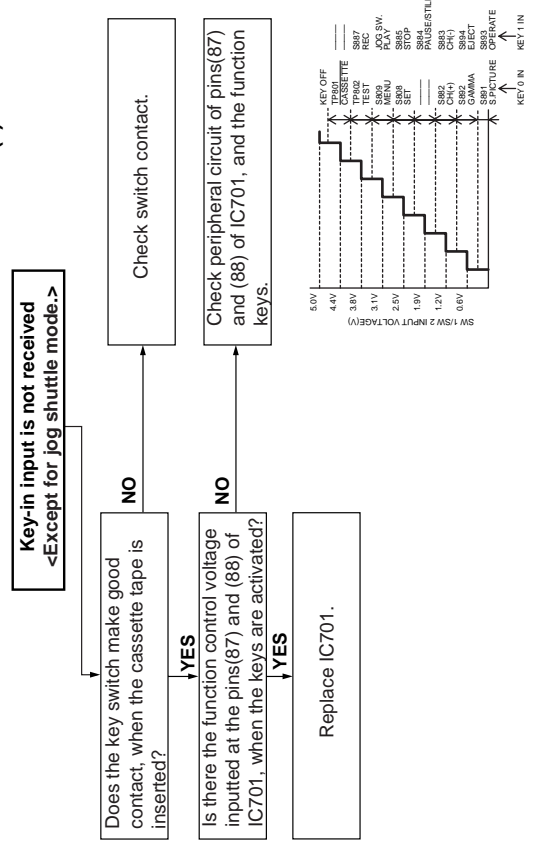 Key-in input is not received
<Except for jog shuttle mode.>
Does the key switch make good
contact, when the cassette tape is
inserted?
NO
Check switch contact.
YES
Is there the function control voltage
inputted at the pins(87) and (88) of
IC701, when the keys are activated?
NO
Check peripheral circuit of pins(87)
and (88) of IC701, and the function
keys.
YES
Replace IC701.
SW 1/SW 2 INPUT VOLTAGE(V)
5.0V
4.4V
3.8V
3.1V
2.5V
1.9V
1.2V
0.6V
KEY OFF
TP801
CASSETTE
TP802
TEST
S809
MENU
S808
SET
S882
CH(+)
S892
GAMMA
S891
S.PICTURE
KEY 0 IN
S887
REC
JOG SW.
PLAY
S885
STOP
S884
PAUSE/STILL
S883
CH(-)
S894
EJECT
S893
OPERATE
KEY 1 IN